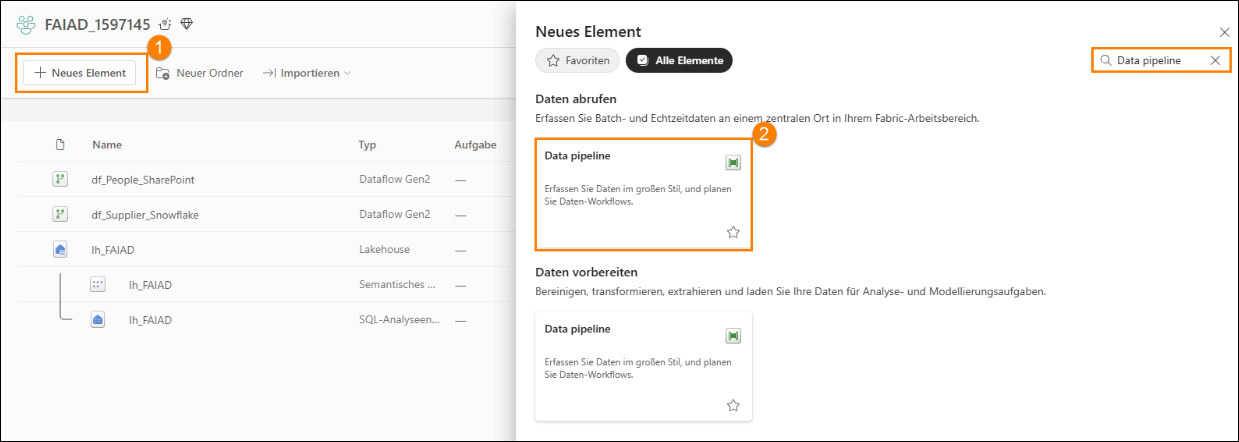 FAIAD_1597145
1
+ Neues Element
Neuer Ordner
Importieren
Name Typ Aufgabe
df_People_SharePoint Dataflow Gen2 —
df_Supplier_Snowflake Dataflow Gen2 —
lh_FAIAD Lakehouse —
lh_FAIAD Semantisches ... —
lh_FAIAD SQL-Analyseen... —
Neues Element
Favoriten
Alle Elemente
Data pipeline
Daten abrufen
Erfassen Sie Batch- und Echtzeitdaten an einem zentralen Ort in Ihrem Fabric-Arbeitsbereich.
2
Data pipeline
Erfassen Sie Daten im großen Stil, und planen
Sie Daten-Workflows.
Daten vorbereiten
Bereinigen, transformieren, extrahieren und laden Sie Ihre Daten für Analyse- und Modellierungsaufgaben.
Data pipeline
Erfassen Sie Daten im großen Stil, und planen
Sie Daten-Workflows.